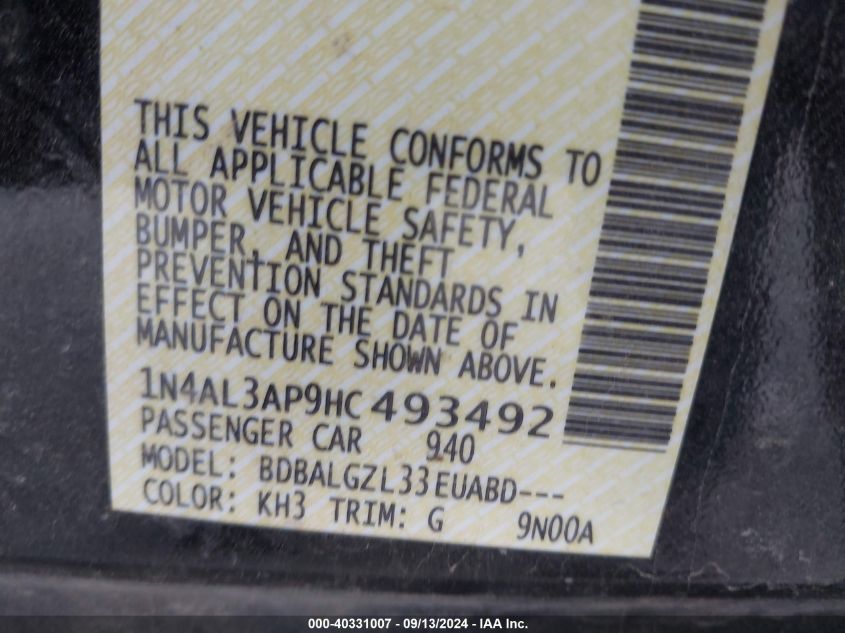 THIS VEHICLE CONFORMS TO
ALL APPLICABLE FEDERAL
MOTOR VEHICLE SAFETY,
BUMPER, AND THEFT
PREVENTION STANDARDS IN
EFFECT ON THE DATE OF
MANUFACTURE SHOWN ABOVE.
1N4AL3AP9HC493492
PASSENGER CAR 940
MODEL: BDBALGZL33EUABD---
COLOR: KH3 TRIM: G 9N00A
000-40331007 - 09/13/2024 - IAA Inc.